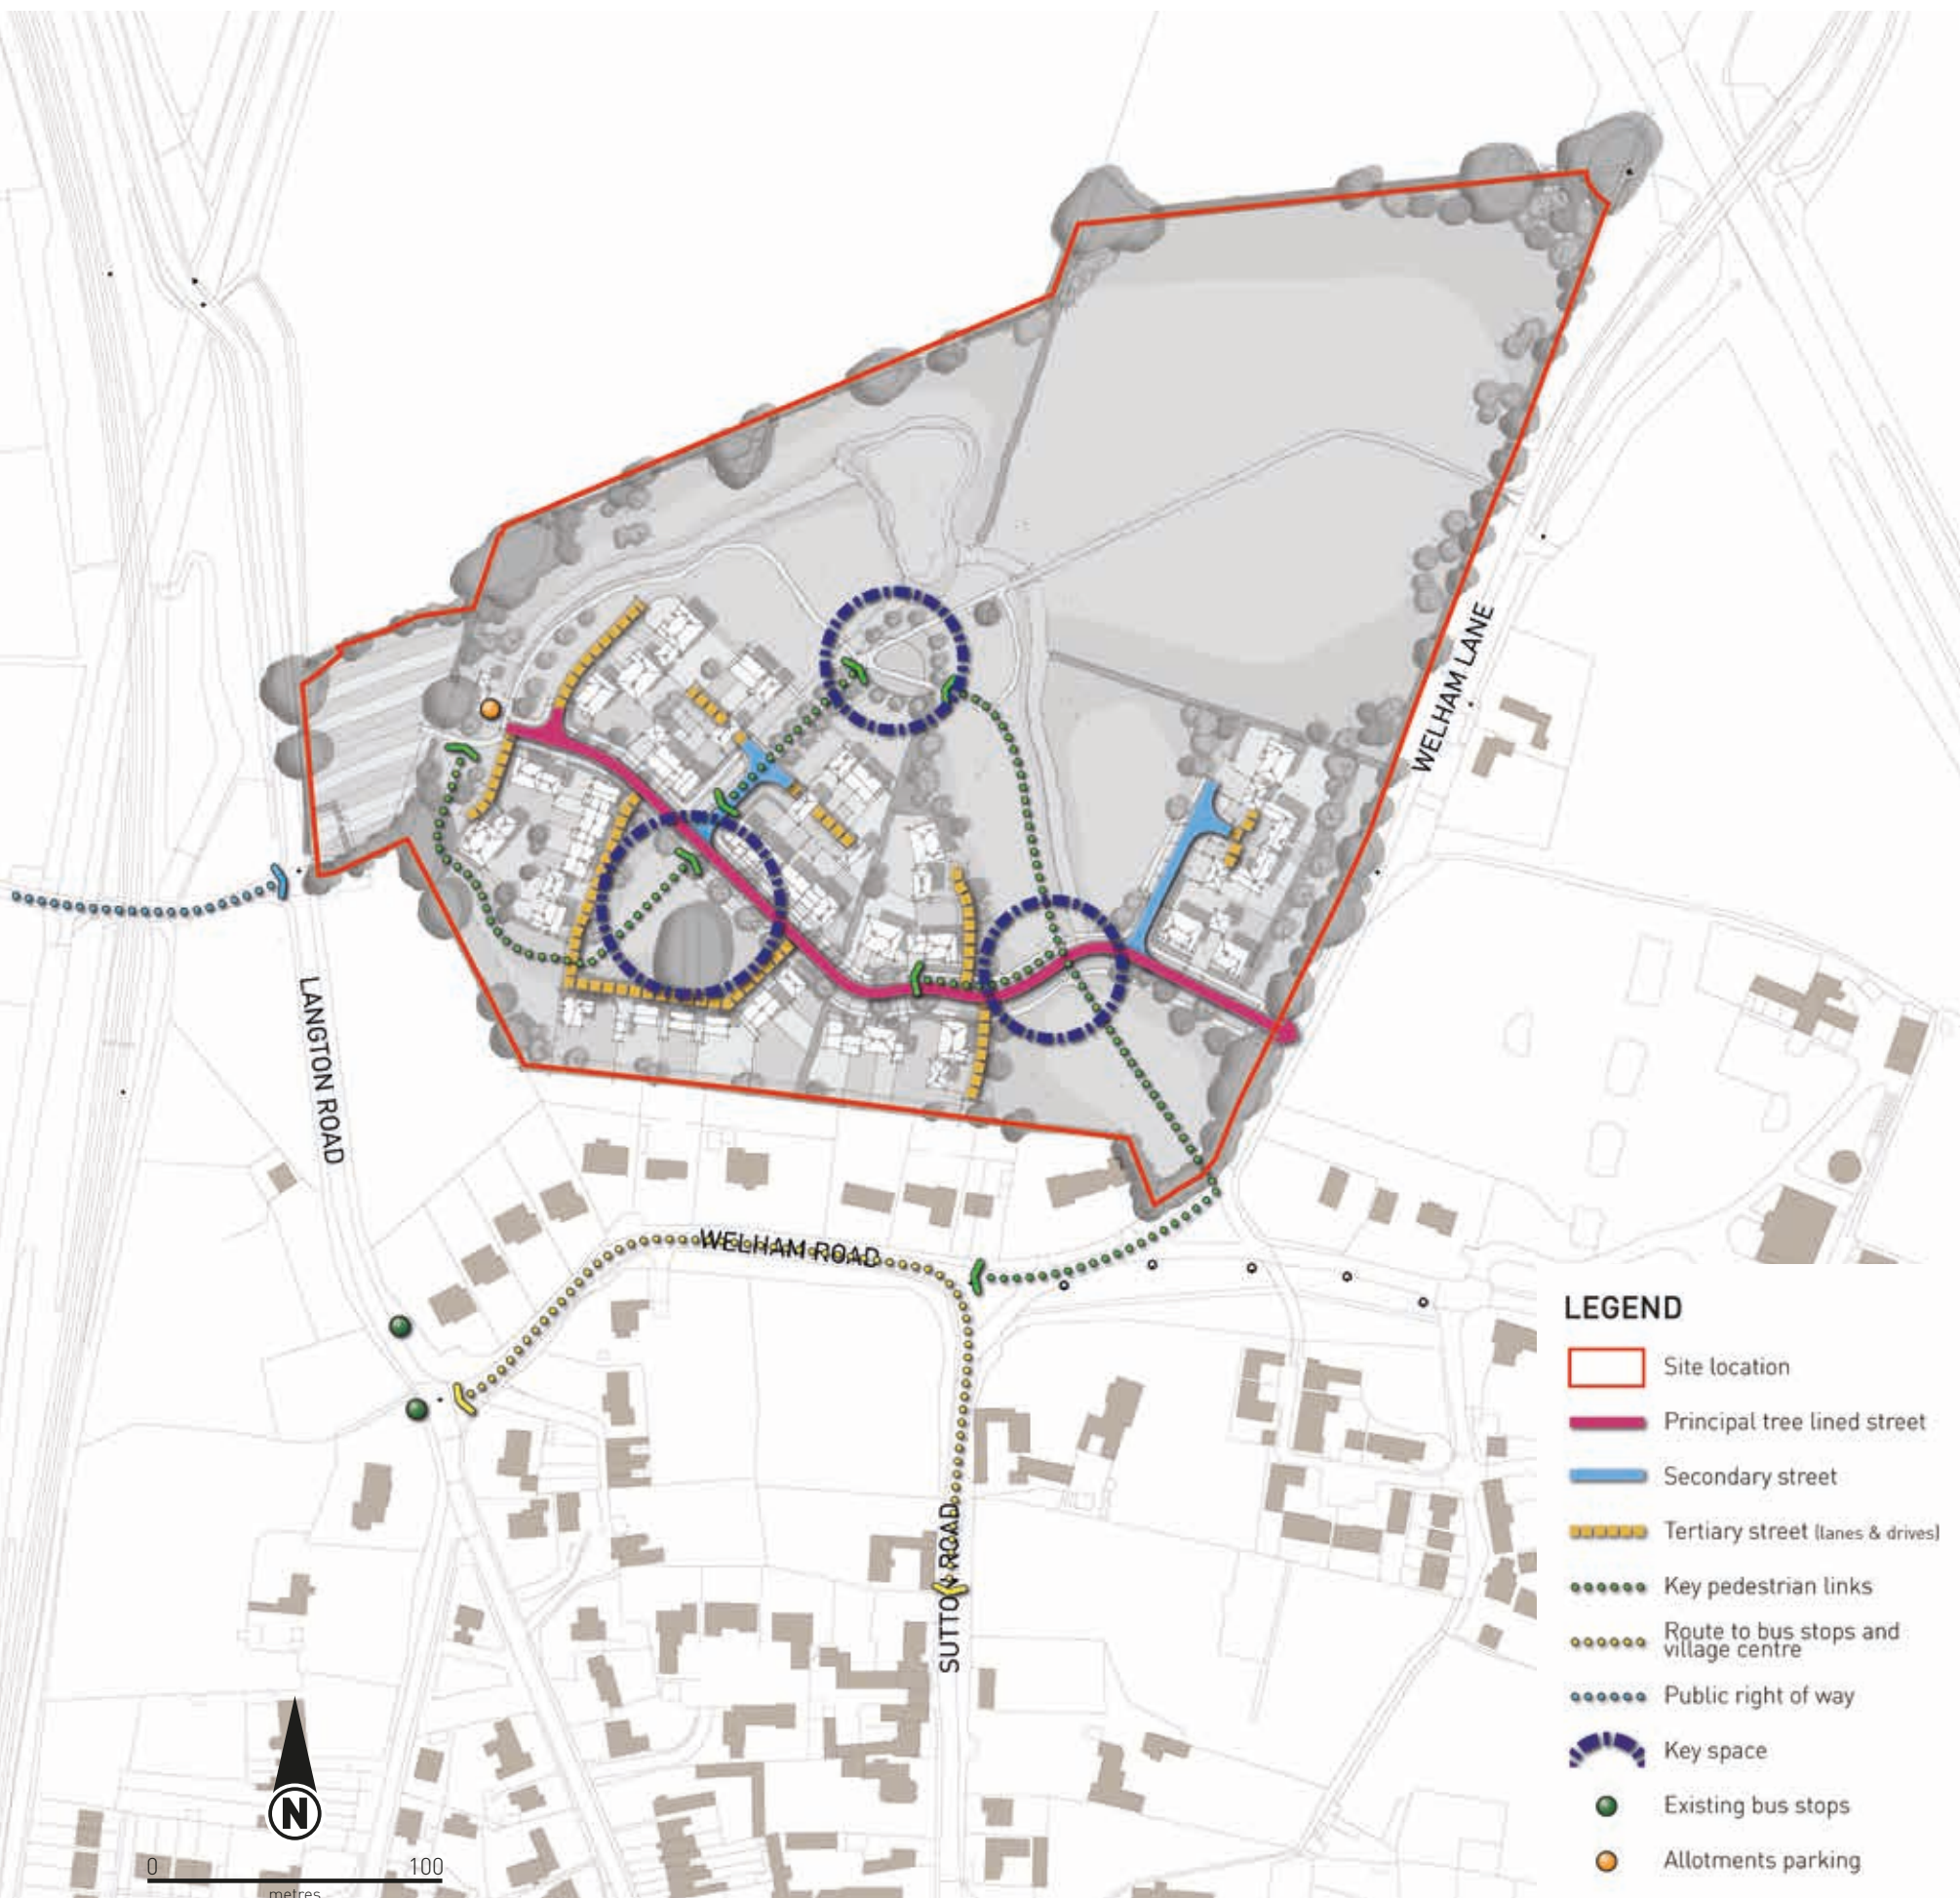 WELHAM LANE
LANGTON ROAD
WELHAM ROAD
SUTTON ROAD
N
0 100
metres
LEGEND
Site location
Principal tree lined street
Secondary street
Tertiary street (lanes & drives)
Key pedestrian links
Route to bus stops and
village centre
Public right of way
Key space
Existing bus stops
Allotments parking